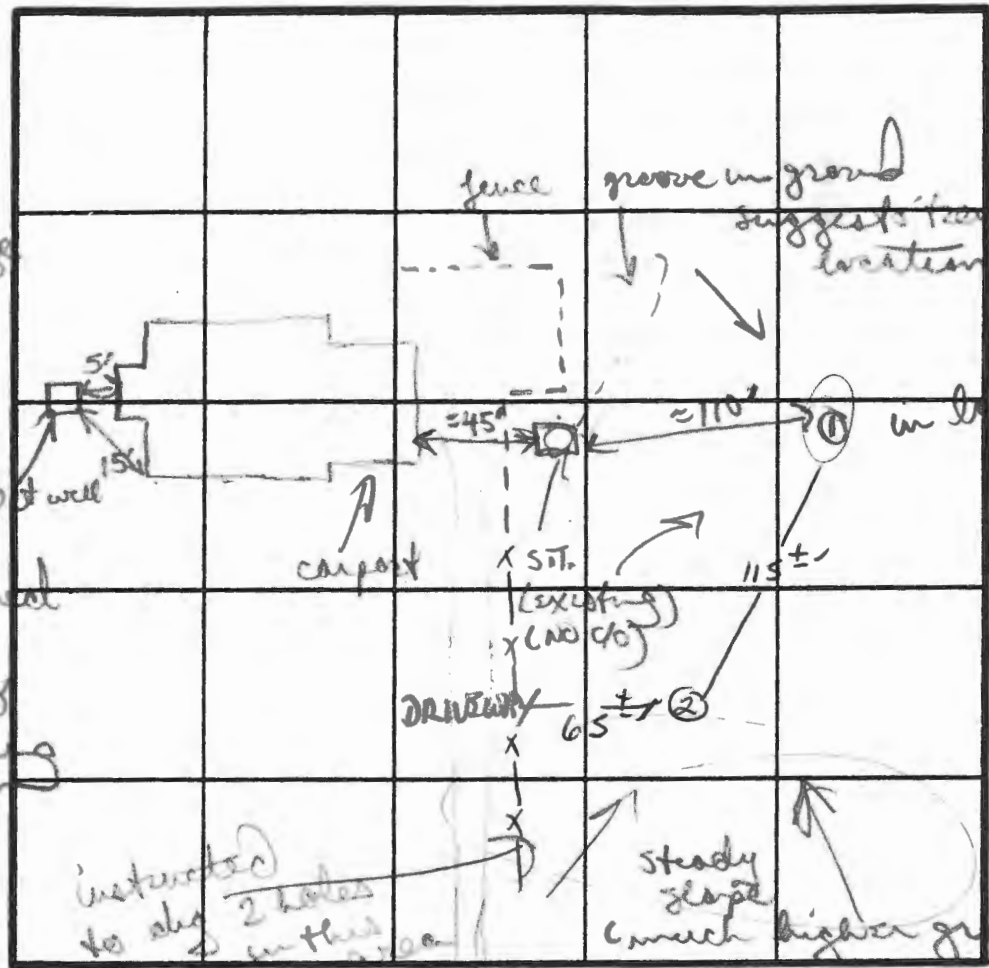 fence
groove in ground
suggests
location
5'
≈45'
≈110'
①
15'
well
carport
S.T.
(existing)
(NO C/O)
115±'
DRIVEWAY
65±'
②
instructed
to dig 2 holes
in this
area
steady
slope
much higher